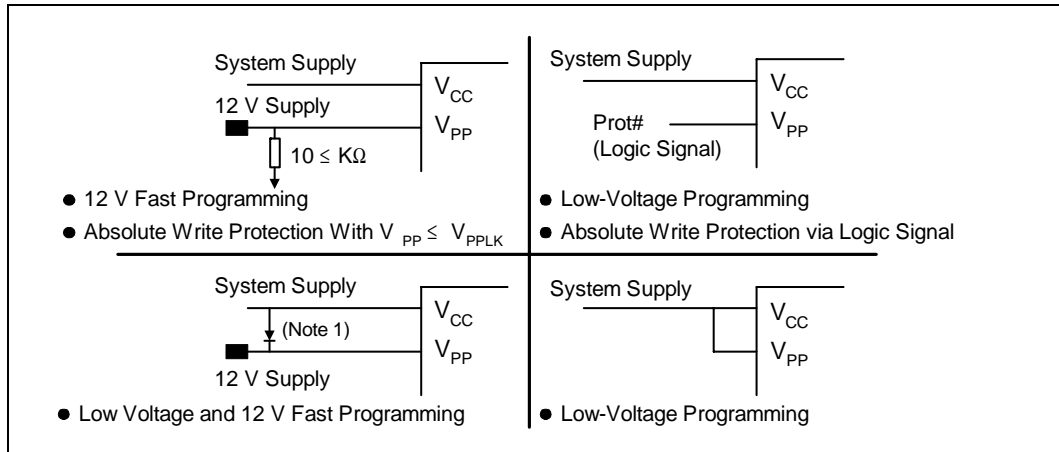 System Supply
VCC
12 V Supply
VPP
10 ≤ KΩ
● 12 V Fast Programming
● Absolute Write Protection With V PP ≤ VPPLK
System Supply
VCC
Prot#
(Logic Signal)
VPP
● Low-Voltage Programming
● Absolute Write Protection via Logic Signal
System Supply
VCC
(Note 1)
VPP
12 V Supply
● Low Voltage and 12 V Fast Programming
System Supply
VCC
VPP
● Low-Voltage Programming